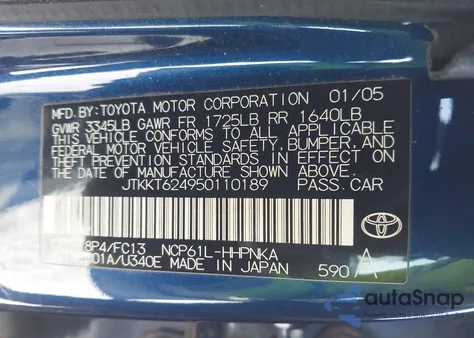 MFD.BY:TOYOTA MOTOR CORPORATION 01/05
GVWR 3345LB GAWR FR 1725LB RR 1640LB
THIS VEHICLE CONFORMS TO ALL APPLICABLE
FEDERAL MOTOR VEHICLE SAFETY, BUMPER, AND
THEFT PREVENTION STANDARDS IN EFFECT ON
THE DATE OF MANUFACTURE SHOWN ABOVE.
JTKKT624950110189 PASS.CAR
8P4/FC13 NCP61L-HHPNKA
01A/U340E MADE IN JAPAN 590 A
TOYOTA
autoSnap